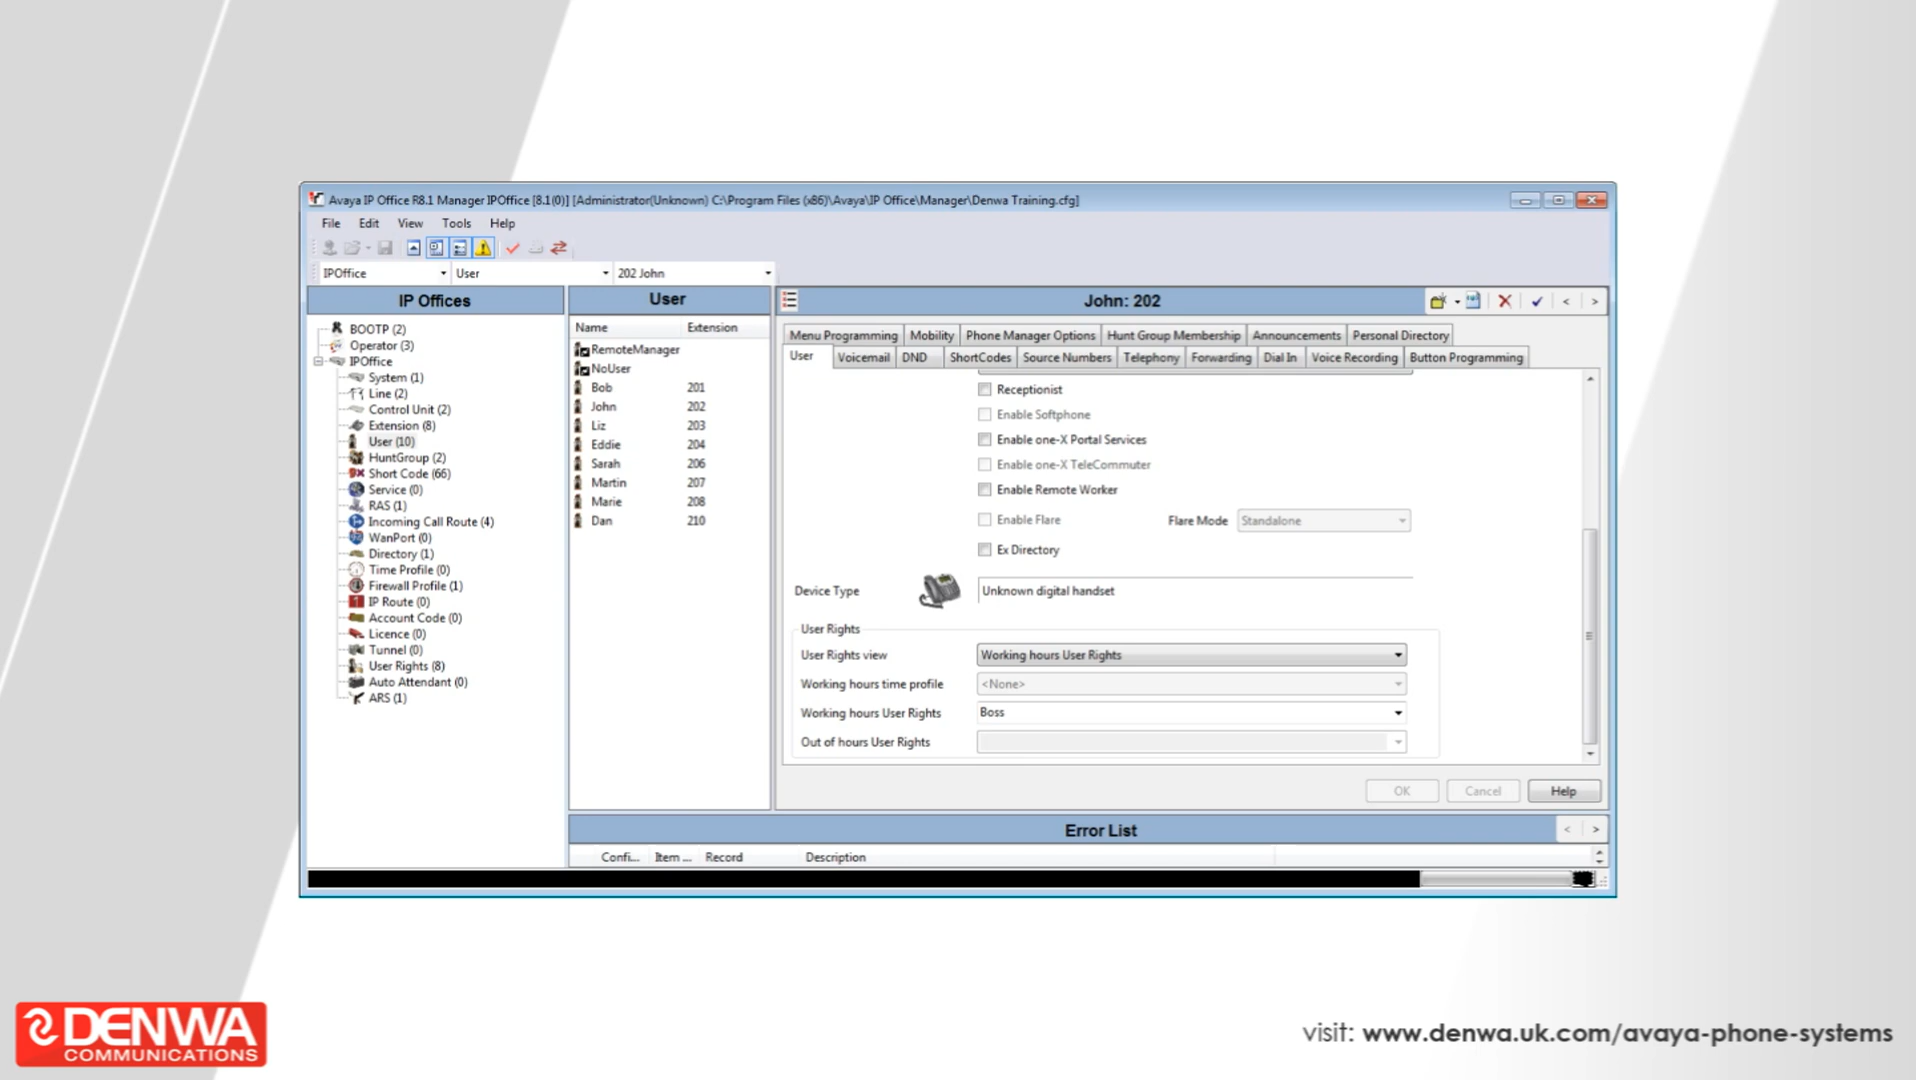 Avaya IP Office R8.1 Manager IPOffice [8.1(0)] [Administrator(Unknown) C:\Program Files (x86)\Avaya\IP Office\Manager\Denwa Training.cfg]
File Edit View Tools Help
IPOffice User 202 John
IP Offices
BOOTP (2)
Operator (3)
IPOffice
System (1)
Line (2)
Control Unit (2)
Extension (8)
User (10)
HuntGroup (2)
Short Code (66)
Service (0)
RAS (1)
Incoming Call Route (4)
WanPort (0)
Directory (1)
Time Profile (0)
Firewall Profile (1)
IP Route (0)
Account Code (0)
Licence (0)
Tunnel (0)
User Rights (8)
Auto Attendant (0)
ARS (1)
User
Name Extension
RemoteManager
NoUser
Bob 201
John 202
Liz 203
Eddie 204
Sarah 206
Martin 207
Marie 208
Dan 210
John: 202
Menu Programming Mobility Phone Manager Options Hunt Group Membership Announcements Personal Directory
User Voicemail DND ShortCodes Source Numbers Telephony Forwarding Dial In Voice Recording Button Programming
Receptionist
Enable Softphone
Enable one-X Portal Services
Enable one-X TeleCommuter
Enable Remote Worker
Enable Flare Flare Mode Standalone
Ex Directory
Device Type Unknown digital handset
User Rights
User Rights view Working hours User Rights
Working hours time profile <None>
Working hours User Rights Boss
Out of hours User Rights
OK Cancel Help
Error List
Confi... Item ... Record Description
DENWA
COMMUNICATIONS
visit: www.denwa.uk.com/avaya-phone-systems